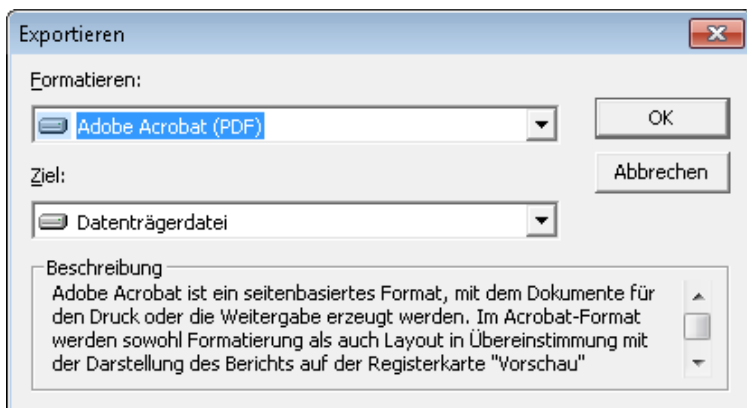 Exportieren
Formatieren:
Adobe Acrobat (PDF)
OK
Ziel:
Abbrechen
Datenträgerdatei
Beschreibung
Adobe Acrobat ist ein seitenbasiertes Format, mit dem Dokumente für
den Druck oder die Weitergabe erzeugt werden. Im Acrobat-Format
werden sowohl Formatierung als auch Layout in Übereinstimmung mit
der Darstellung des Berichts auf der Registerkarte "Vorschau"